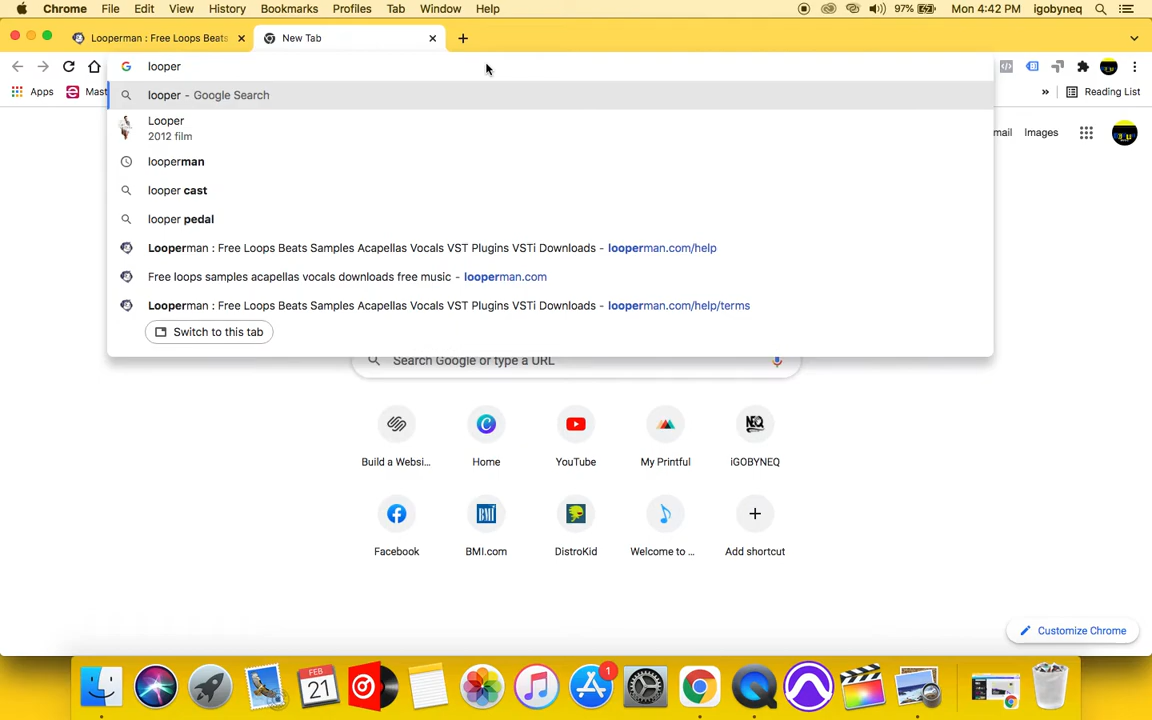 Chrome File Edit View History Bookmarks Profiles Tab Window Help 97% Mon 4:42 PM igobyneq
Looperman : Free Loops Beats New Tab
looper
Apps Mast » Reading List
looper - Google Search
Looper
2012 film
mail Images
looperman
looper cast
looper pedal
Looperman : Free Loops Beats Samples Acapellas Vocals VST Plugins VSTi Downloads - looperman.com/help
Free loops samples acapellas vocals downloads free music - looperman.com
Looperman : Free Loops Beats Samples Acapellas Vocals VST Plugins VSTi Downloads - looperman.com/help/terms
Switch to this tab
Search Google or type a URL
NEQ
Build a Websi... Home YouTube My Printful iGOBYNEQ
BMI
Facebook BMI.com DistroKid Welcome to ... Add shortcut
Customize Chrome
FEB
21
1